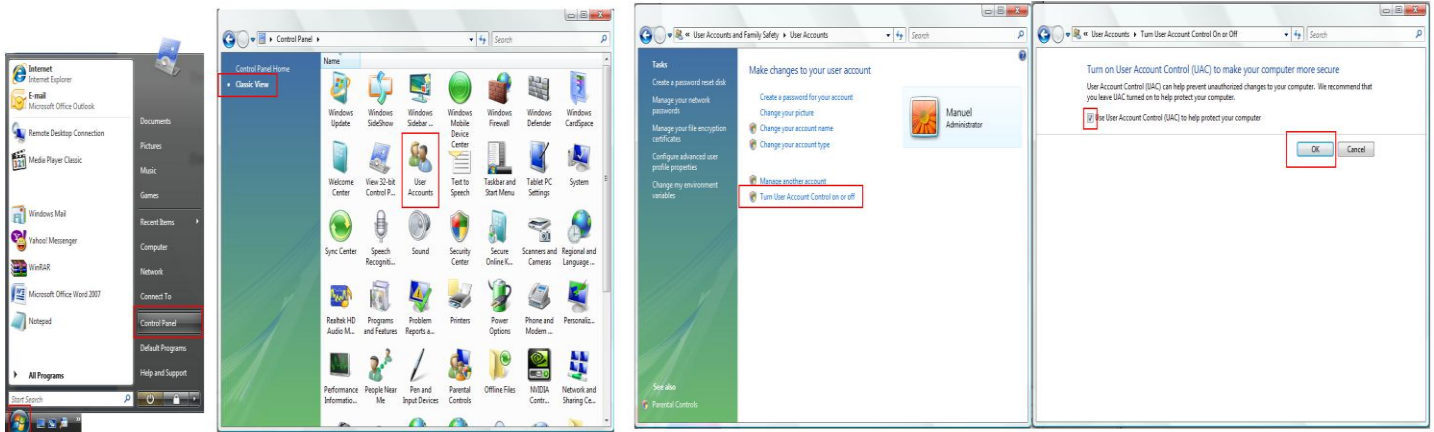 Internet
Internet Explorer
E-mail
Microsoft Office Outlook
Remote Desktop Connection
Media Player Classic
Windows Mail
Yahoo! Messenger
WinRAR
Microsoft Office Word 2007
Notepad
All Programs
Start Search
Documents
Pictures
Music
Games
Recent Items
Computer
Network
Connect To
Control Panel
Default Programs
Help and Support
Control Panel
Search
Control Panel Home
Classic View
Name
Windows Update
Windows SideShow
Windows Sidebar ...
Windows Mobile Device Center
Windows Firewall
Windows Defender
Windows CardSpace
Welcome Center
View 32-bit Control P...
User Accounts
Text to Speech
Taskbar and Start Menu
Tablet PC Settings
System
Sync Center
Speech Recogniti...
Sound
Security Center
Secure Online K...
Scanners and Cameras
Regional and Language ...
Realtek HD Audio M...
Programs and Features
Problem Reports a...
Printers
Power Options
Phone and Modem ...
Personaliz...
Performance Informatio...
People Near Me
Pen and Input Devices
Parental Controls
Offline Files
NVIDIA Contr...
Network and Sharing Ce...
« User Accounts and Family Safety
User Accounts
Search
Tasks
Create a password reset disk
Manage your network
passwords
Manage your file encryption
certificates
Configure advanced user
profile properties
Change my environment
variables
See also
Parental Controls
Make changes to your user account
Create a password for your account
Change your picture
Change your account name
Change your account type
Manage another account
Turn User Account Control on or off
Manuel
Administrator
« User Accounts
Turn User Account Control On or Off
Search
Turn on User Account Control (UAC) to make your computer more secure
User Account Control (UAC) can help prevent unauthorized changes to your computer. We recommend that
you leave UAC turned on to help protect your computer.
Use User Account Control (UAC) to help protect your computer
OK
Cancel